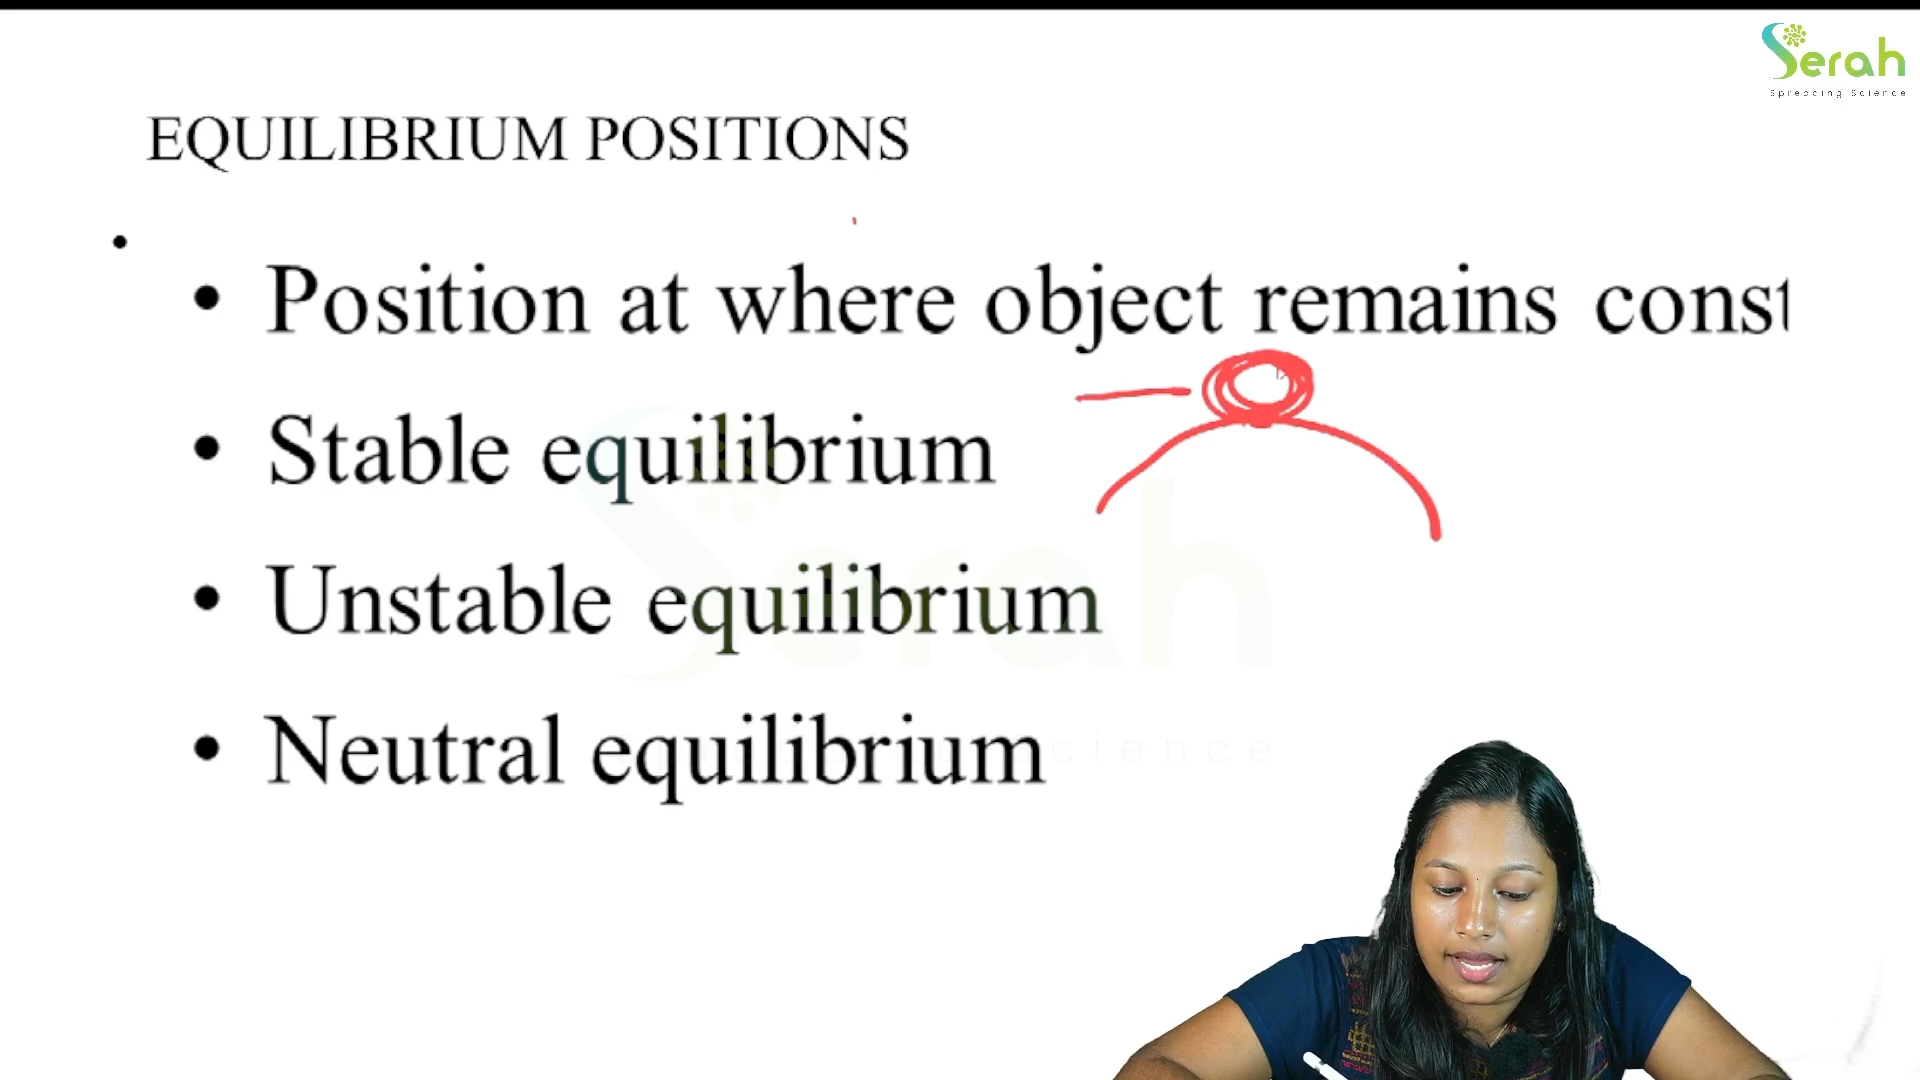 Serah
Spreading Science
EQUILIBRIUM POSITIONS
•
• Position at where object remains const
• Stable equilibrium
• Unstable equilibrium
• Neutral equilibrium